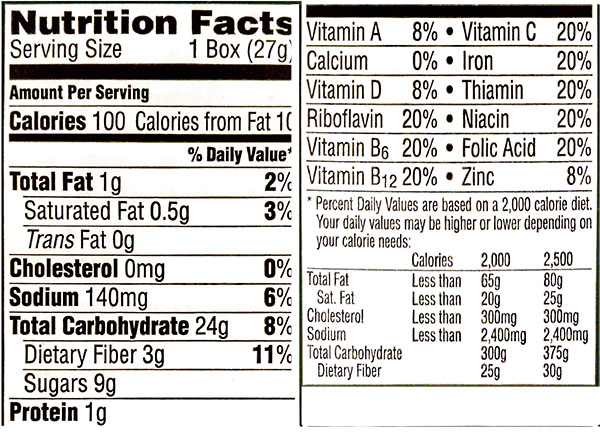 Nutrition Facts
Serving Size 1 Box (27g)
Amount Per Serving
Calories 100 Calories from Fat 10
% Daily Value*
Total Fat 1g 2%
Saturated Fat 0.5g 3%
Trans Fat 0g
Cholesterol 0mg 0%
Sodium 140mg 6%
Total Carbohydrate 24g 8%
Dietary Fiber 3g 11%
Sugars 9g
Protein 1g
Vitamin A 8% • Vitamin C 20%
Calcium 0% • Iron 20%
Vitamin D 8% • Thiamin 20%
Riboflavin 20% • Niacin 20%
Vitamin B6 20% • Folic Acid 20%
Vitamin B12 20% • Zinc 8%
* Percent Daily Values are based on a 2,000 calorie diet.
Your daily values may be higher or lower depending on
your calorie needs:
Calories 2,000 2,500
Total Fat Less than 65g 80g
Sat. Fat Less than 20g 25g
Cholesterol Less than 300mg 300mg
Sodium Less than 2,400mg 2,400mg
Total Carbohydrate 300g 375g
Dietary Fiber 25g 30g